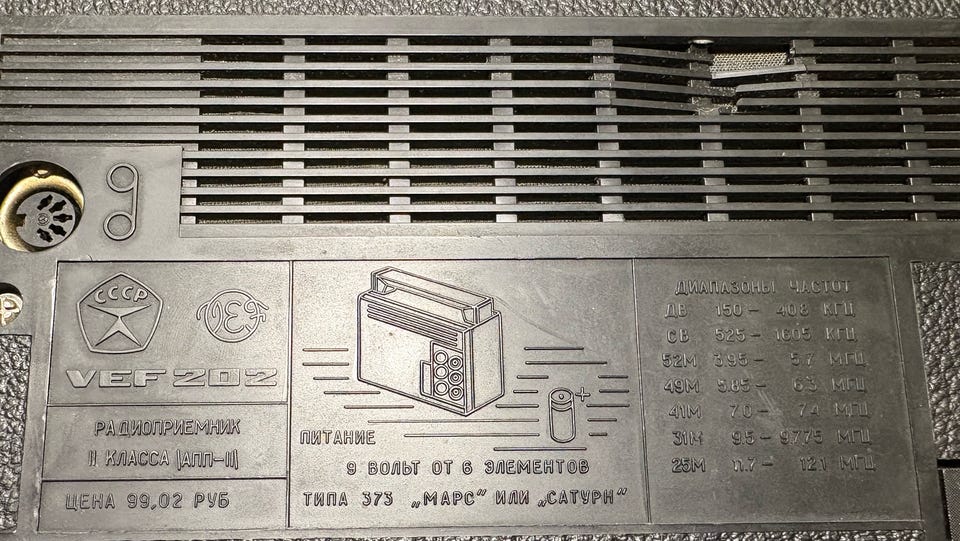 СССР
VEF
VEF 202
РАДИОПРИЕМНИК
II КЛАССА (АПП-II)
ЦЕНА 99,02 РУБ
ПИТАНИЕ
9 ВОЛЬТ ОТ 6 ЭЛЕМЕНТОВ
ТИПА 373 „МАРС" ИЛИ „САТУРН"
ДИАПАЗОНЫ ЧАСТОТ
ДВ 150 - 408 КГЦ
СВ 525 - 1605 КГЦ
52М 3.95 - 5.7 МГЦ
49М 5.85 - 6.3 МГЦ
41М 7.0 - 7.4 МГЦ
31М 9.5 - 9.775 МГЦ
25М 11.7 - 12.1 МГЦ